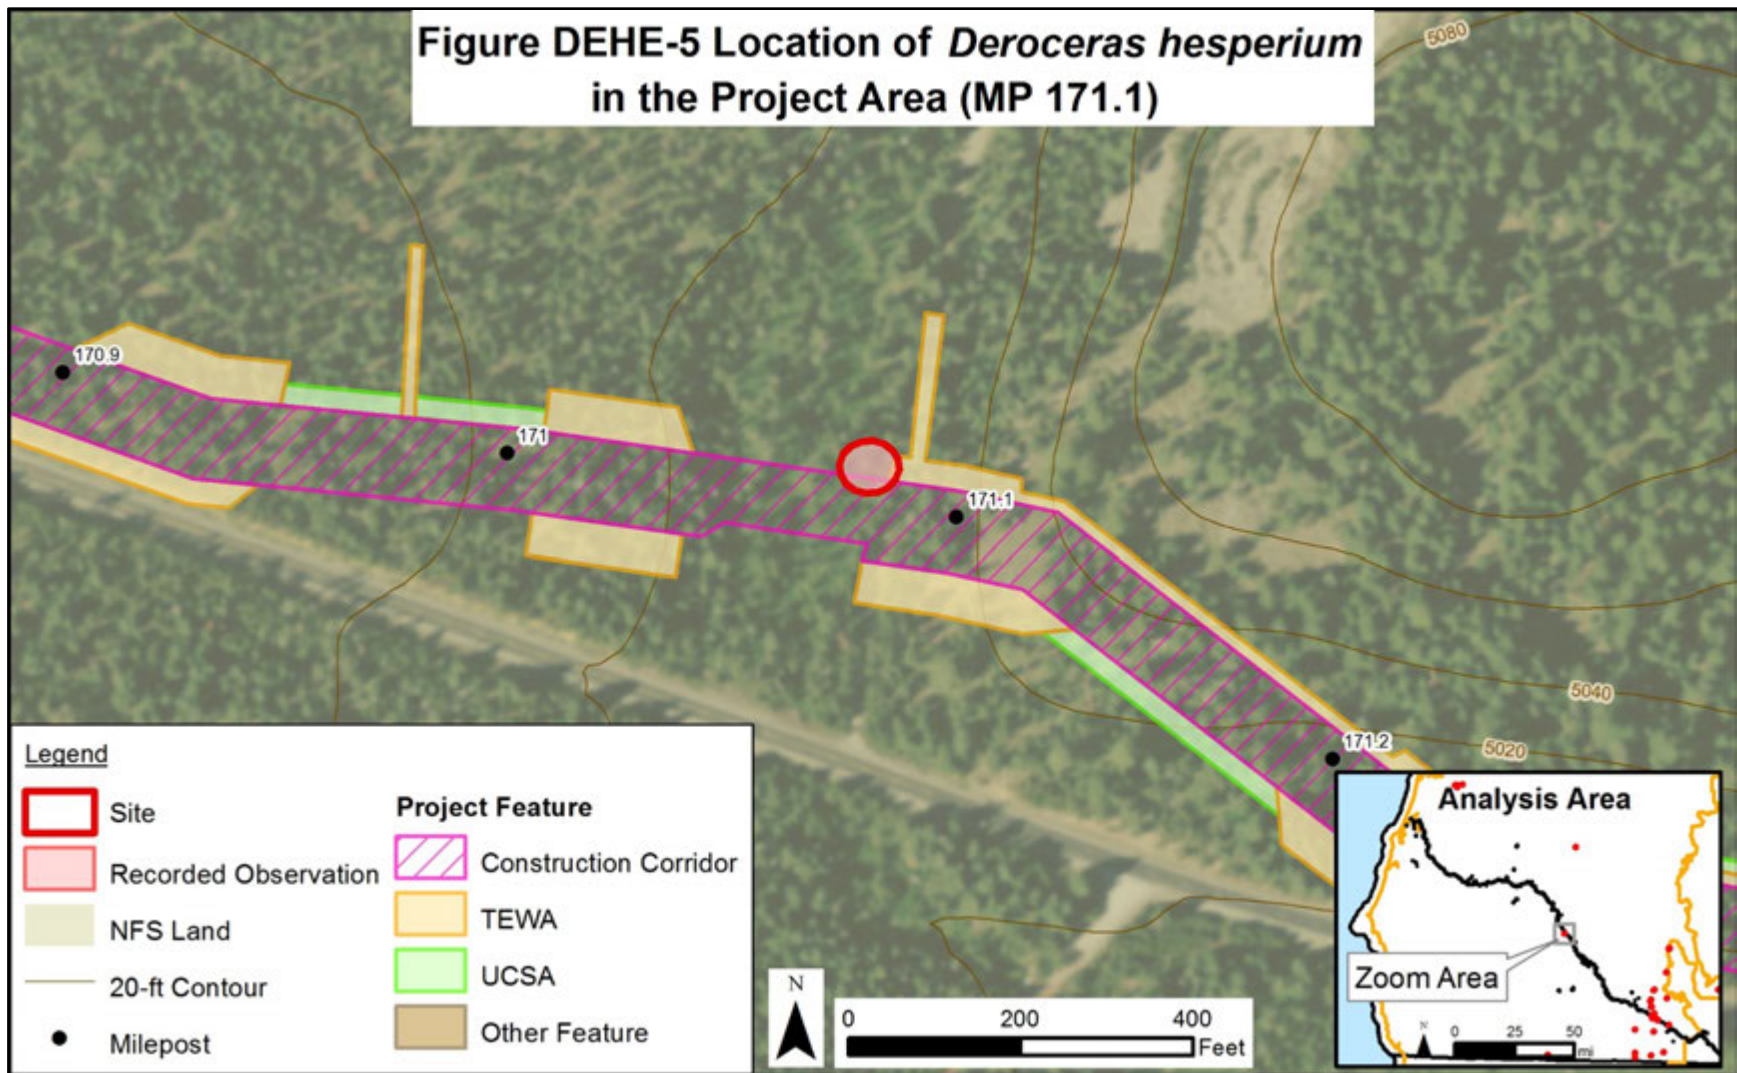 Figure DEHE-5 Location of Deroceras hesperium
in the Project Area (MP 171.1)
5080
170.9
171
171.1
171.2
5040
5020
Legend
Site
Recorded Observation
NFS Land
20-ft Contour
Milepost
Project Feature
Construction Corridor
TEWA
UCSA
Other Feature
N
0 200 400
Feet
Analysis Area
Zoom Area
N
0 25 50
mi